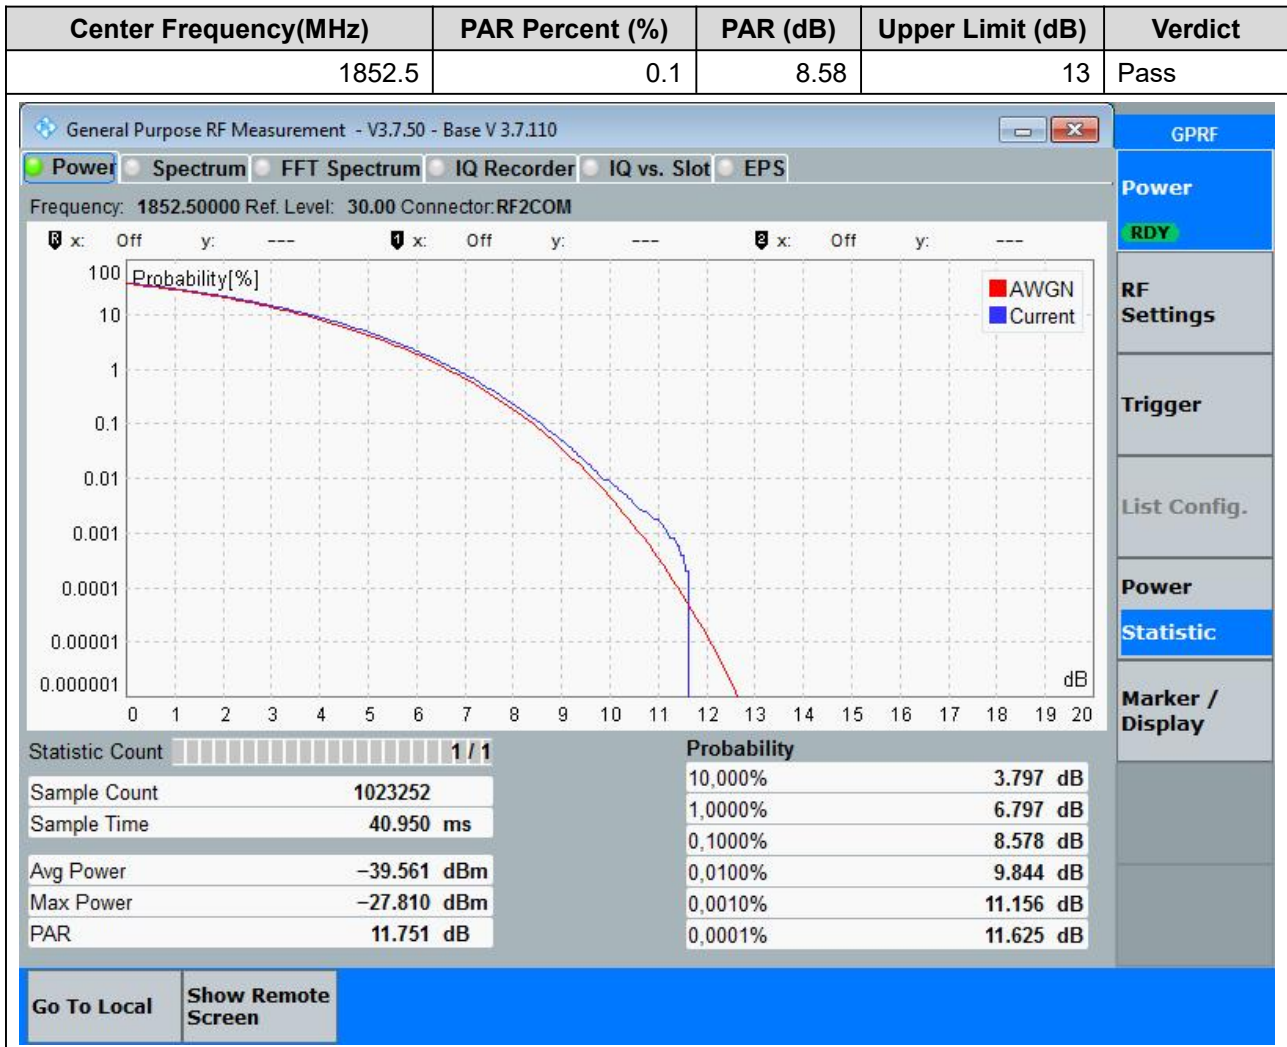 Center Frequency(MHz) PAR Percent (%) PAR (dB) Upper Limit (dB) Verdict
1852.5 0.1 8.58 13 Pass
General Purpose RF Measurement - V3.7.50 - Base V 3.7.110
GPRF
Power Spectrum FFT Spectrum IQ Recorder IQ vs. Slot EPS
Frequency: 1852.50000 Ref. Level: 30.00 Connector:RF2COM
R x: Off y: --- 1 x: Off y: --- 2 x: Off y: ---
Probability[%]
AWGN
Current
100
10
1
0.1
0.01
0.001
0.0001
0.00001
0.000001
dB
0 1 2 3 4 5 6 7 8 9 10 11 12 13 14 15 16 17 18 19 20
Statistic Count 1 / 1
Sample Count 1023252
Sample Time 40.950 ms
Avg Power −39.561 dBm
Max Power −27.810 dBm
PAR 11.751 dB
Probability
10,000% 3.797 dB
1,0000% 6.797 dB
0,1000% 8.578 dB
0,0100% 9.844 dB
0,0010% 11.156 dB
0,0001% 11.625 dB
Power
RDY
RF
Settings
Trigger
List Config.
Power
Statistic
Marker /
Display
Go To Local
Show Remote
Screen